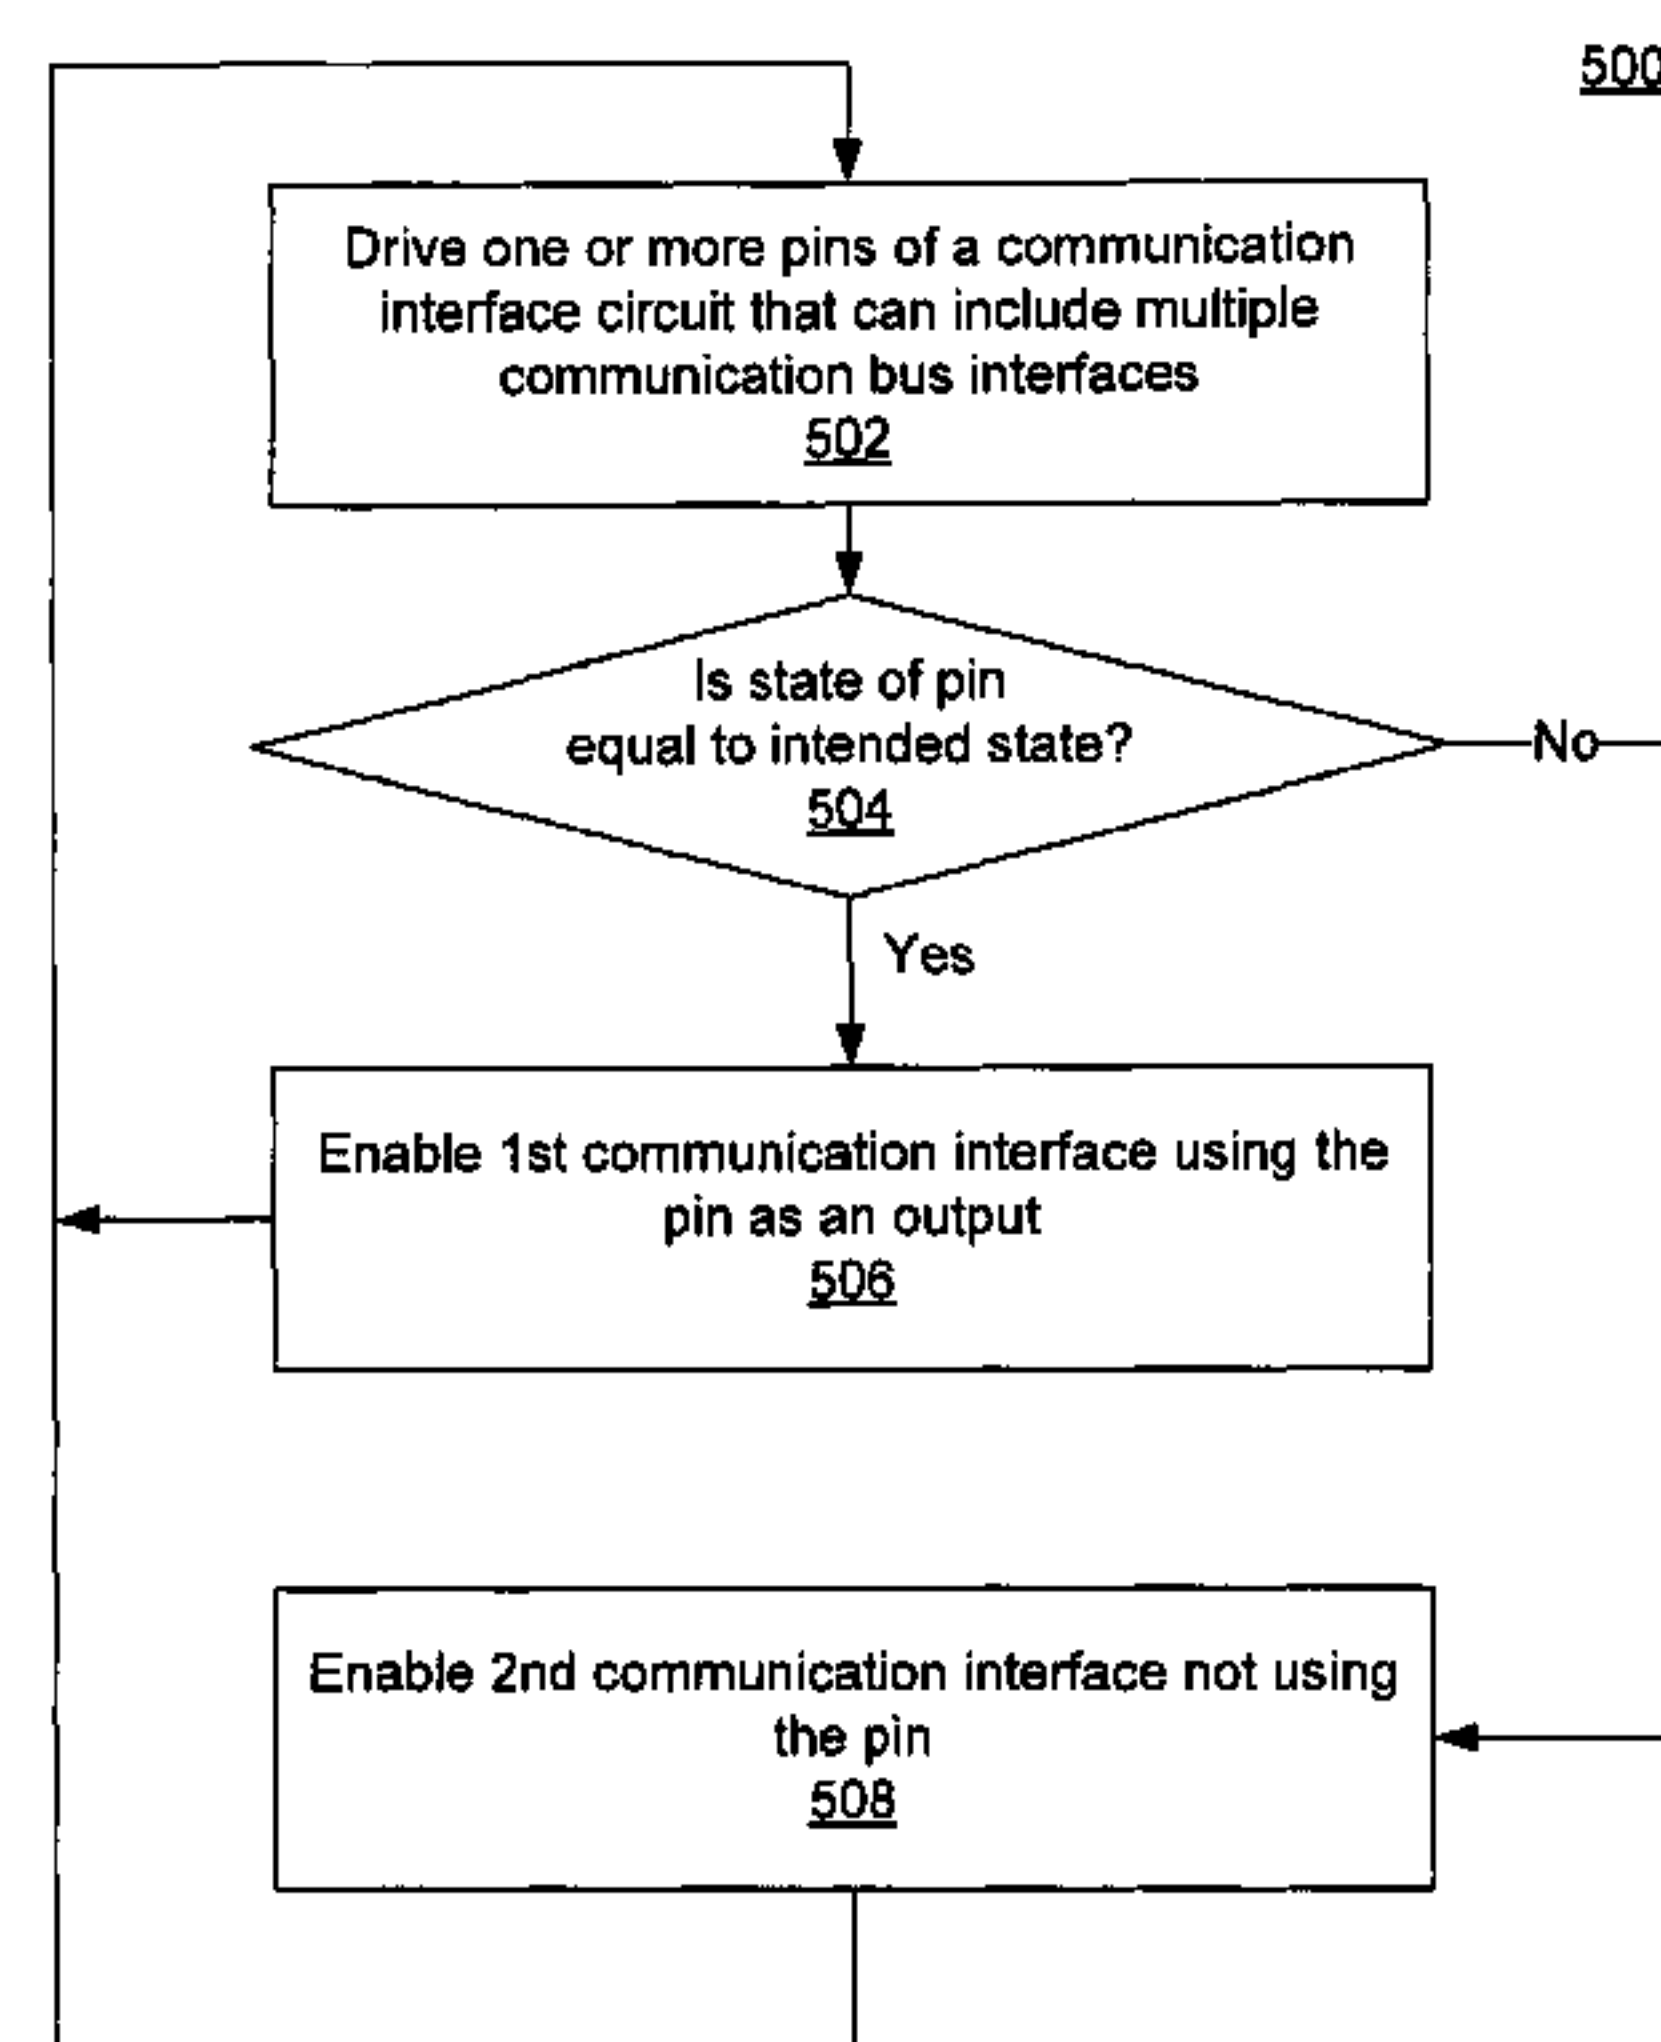 500
Drive one or more pins of a communication
interface circuit that can include multiple
communication bus interfaces
502
Is state of pin
equal to intended state?
504
No
Yes
Enable 1st communication interface using the
pin as an output
506
Enable 2nd communication interface not using
the pin
508